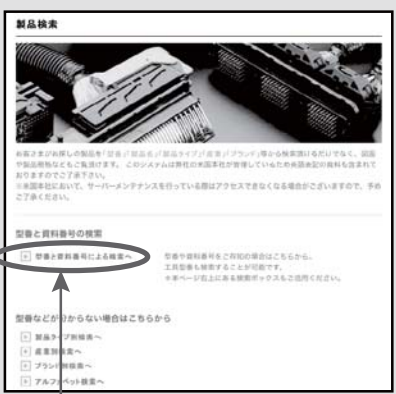 製品検索
お客さまがお探しの製品を「型番」「製品名」「製品タイプ」「産業」「ブランド」等から検索頂けるだけでなく、図面
や製品規格などもご覧頂けます。このシステムは弊社の米国本社が管理しているため英語表記の資料も含まれて
おりますのでご了承下さい。
※米国本社において、サーバーメンテナンスを行っている際はアクセスできなくなる場合がございますので、予め
ご了承ください。
型番と資料番号の検索
型番と資料番号による検索へ
型番や資料番号をご存知の場合はこちらから。
工具型番も検索することが可能です。
※本ページ右上にある検索ボックスもご活用ください。
型番などが分からない場合はこちらから
製品タイプ別検索へ
産業別検索へ
ブランド別検索へ
アルファベット検索へ